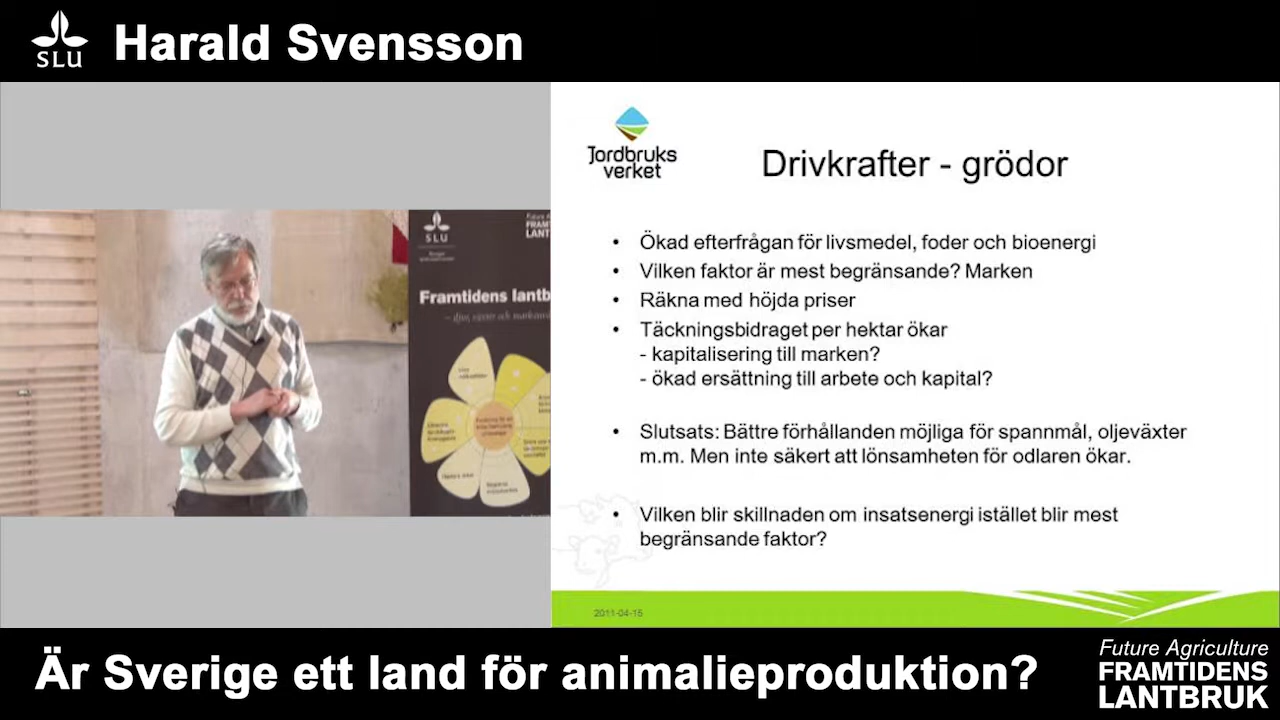 SLU
Harald Svensson
Jordbruks
verket
Drivkrafter - grödor
• Ökad efterfrågan för livsmedel, foder och bioenergi
• Vilken faktor är mest begränsande? Marken
• Räkna med höjda priser
• Täckningsbidraget per hektar ökar
- kapitalisering till marken?
- ökad ersättning till arbete och kapital?
• Slutsats: Bättre förhållanden möjliga för spannmål, oljeväxter
m.m. Men inte säkert att lönsamheten för odlaren ökar.
• Vilken blir skillnaden om insatsenergi istället blir mest
begränsande faktor?
2011-04-15
SLU
Framtidens lantb
Är Sverige ett land för animalieproduktion?
Future Agriculture
FRAMTIDENS
LANTBRUK